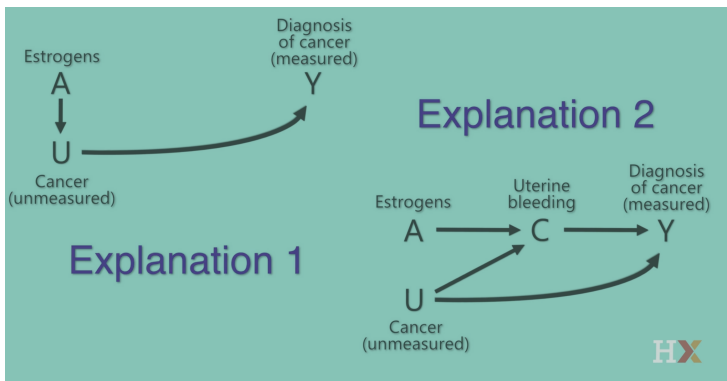 Estrogens
A
U
Cancer
(unmeasured)
Diagnosis
of cancer
(measured)
Y
Explanation 1
Explanation 2
Estrogens
A
Uterine
bleeding
C
Diagnosis
of cancer
(measured)
Y
U
Cancer
(unmeasured)
HX